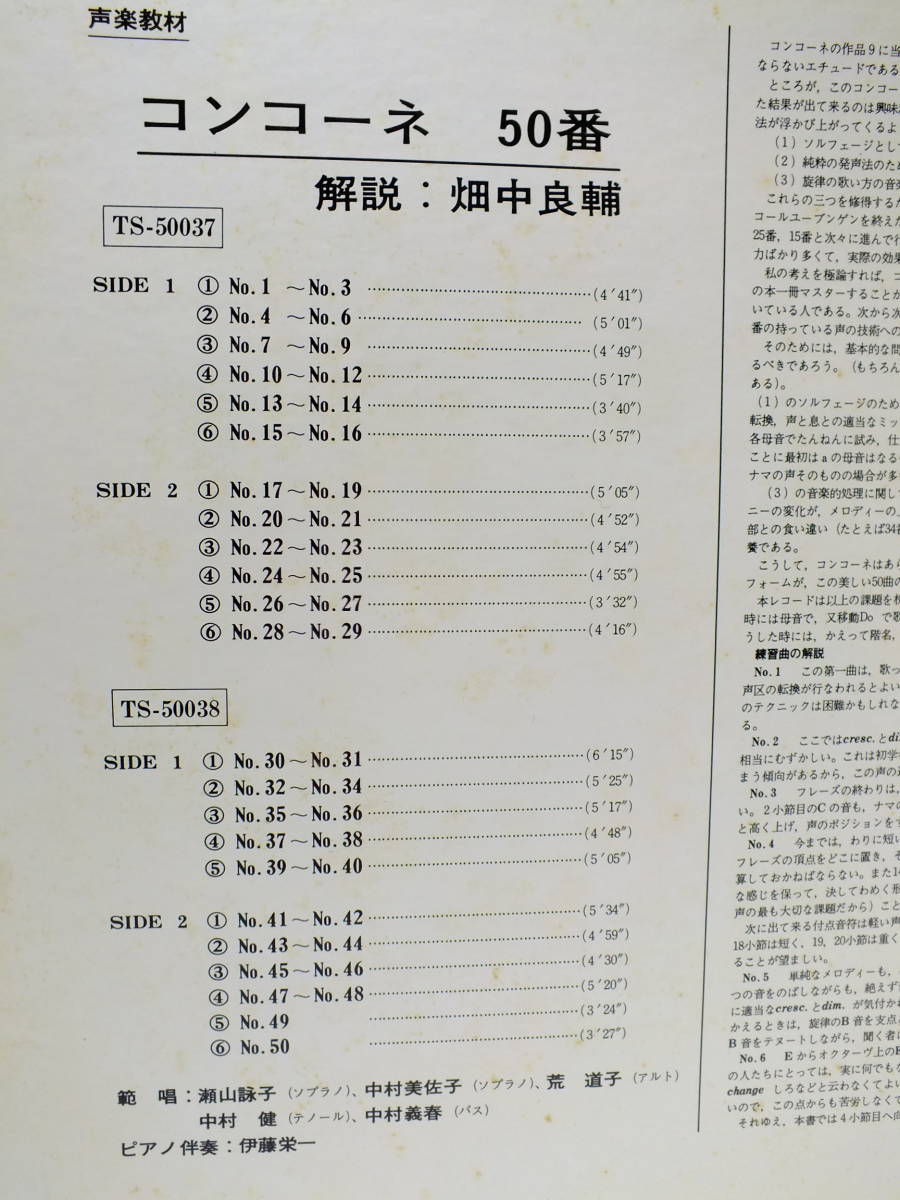 声楽教材
コンコーネ 50番
解説：畑中良輔
TS-50037
SIDE 1 ① No.1 ～No.3 (4′41″)
② No.4 ～No.6 (5′01″)
③ No.7 ～No.9 (4′49″)
④ No.10～No.12 (5′17″)
⑤ No.13～No.14 (3′40″)
⑥ No.15～No.16 (3′57″)
SIDE 2 ① No.17～No.19 (5′05″)
② No.20～No.21 (4′52″)
③ No.22～No.23 (4′54″)
④ No.24～No.25 (4′55″)
⑤ No.26～No.27 (3′32″)
⑥ No.28～No.29 (4′16″)
TS-50038
SIDE 1 ① No.30～No.31 (6′15″)
② No.32～No.34 (5′25″)
③ No.35～No.36 (5′17″)
④ No.37～No.38 (4′48″)
⑤ No.39～No.40 (5′05″)
SIDE 2 ① No.41～No.42 (5′34″)
② No.43～No.44 (4′59″)
③ No.45～No.46 (4′30″)
④ No.47～No.48 (5′20″)
⑤ No.49 (3′24″)
⑥ No.50 (3′27″)
範 唱：瀬山詠子（ソプラノ）、中村美佐子（ソプラノ）、荒 道子（アルト）
中村 健（テノール）、中村義春（バス）
ピアノ伴奏：伊藤栄一
コンコーネの作品9に当
ならないエチュードである
ところが，このコンコー
た結果が出て来るのは興味
法が浮かび上がってくるよ
（1）ソルフェージとし
（2）純粋の発声法のため
（3）旋律の歌い方の音楽
これらの三つを修得するた
コールユーブンゲンを終えた
25番，15番と次々に進んで行
力ばかり多くて，実際の効果
私の考えを極論すれば，コ
の本一冊マスターすることが
いている人である。次から次
番の持っている声の技術への
そのためには，基本的な問
るべきであろう。（もちろん
ある）。
（1）のソルフェージのため
転換，声と息との適当なミッ
各母音でたんねんに試み，仕
ことに最初はaの母音はなる
ナマの声そのものの場合が多
（3）の音楽的処理に関し
ニーの変化が，メロディーの
部との食い違い（たとえば34番
養である。
こうして，コンコーネはあら
フォームが，この美しい50曲の
本レコードは以上の課題を
時には母音で，又移動Doで歌
うした時には，かえって階名，
練習曲の解説
No.1 この第一曲は，歌っ
声区の転換が行なわれるとよい
のテクニックは困難かもしれな
る。
No.2 ここではcresc.とdim.
相当にむずかしい。これは初学
まう傾向があるから，この声の
No.3 フレーズの終わりは，
い。2小節目のCの音も，ナマの
と高く上げ，声のポジションをす
No.4 今までは，わりに短い
フレーズの頂点をどこに置き，そ
算しておかねばならない。また14
な感じを保って，決してわめく形
声の最も大切な課題だから）こと
次に出て来る付点音符は軽い声
18小節は短く，19，20小節は重く
ることが望ましい。
No.5 単純なメロディーも，
つの音をのばしながらも，絶えず
に適当なcresc.とdim.が気付かれ
かえるときは，旋律のB音を支点
B音をテヌートしながら，聞く者に
No.6 Eからオクターヴ上のE
の人たちにとっては，実に何でもな
change しろなどと云わなくてよい
いので，この点からも苦労しなくて
それゆえ，本書では4小節目へ向